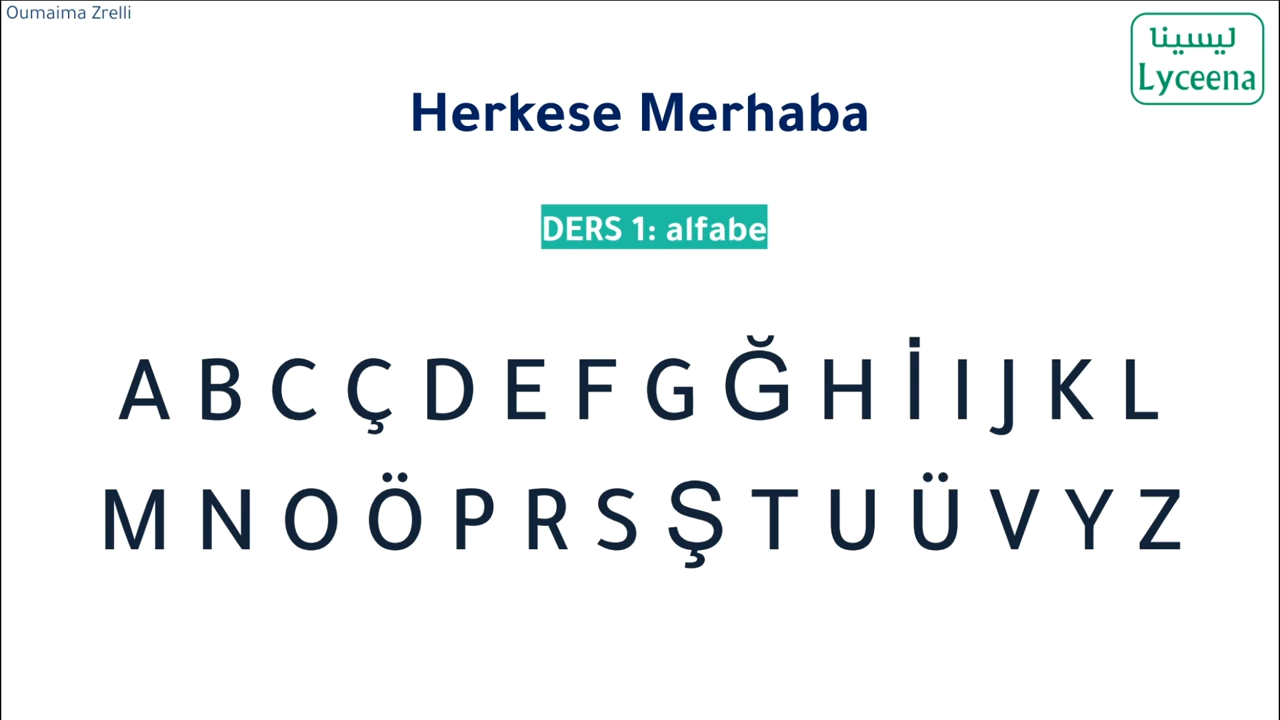 Oumaima Zrelli
ليسينا
Lyceena
Herkese Merhaba
DERS 1: alfabe
A B C Ç D E F G Ğ H İ I J K L
M N O Ö P R S Ş T U Ü V Y Z